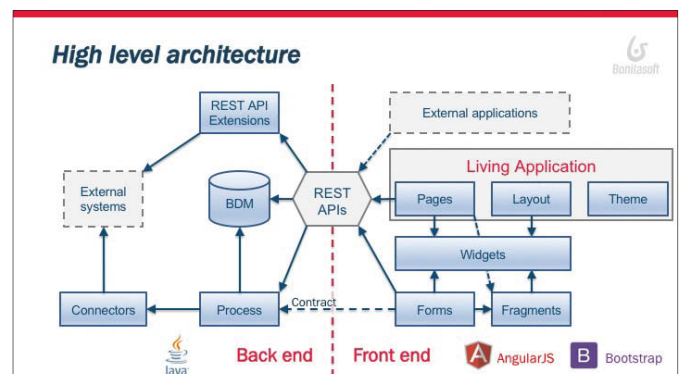 High level architecture
Bonitasoft
REST API
Extensions
External applications
Living Application
External
systems
BDM
REST
APIs
Pages
Layout
Theme
Widgets
Contract
Connectors
Process
Forms
Fragments
Java
Back end
Front end
AngularJS
B
Bootstrap